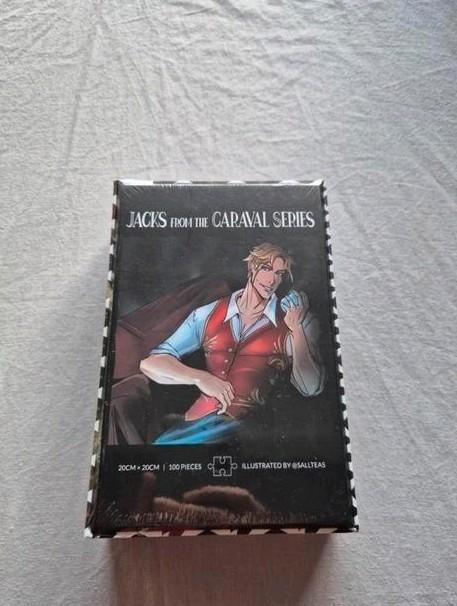 JACKS FROM THE CARAVAL SERIES
20CM × 20CM | 100 PIECES ILLUSTRATED BY @SALLTEAS